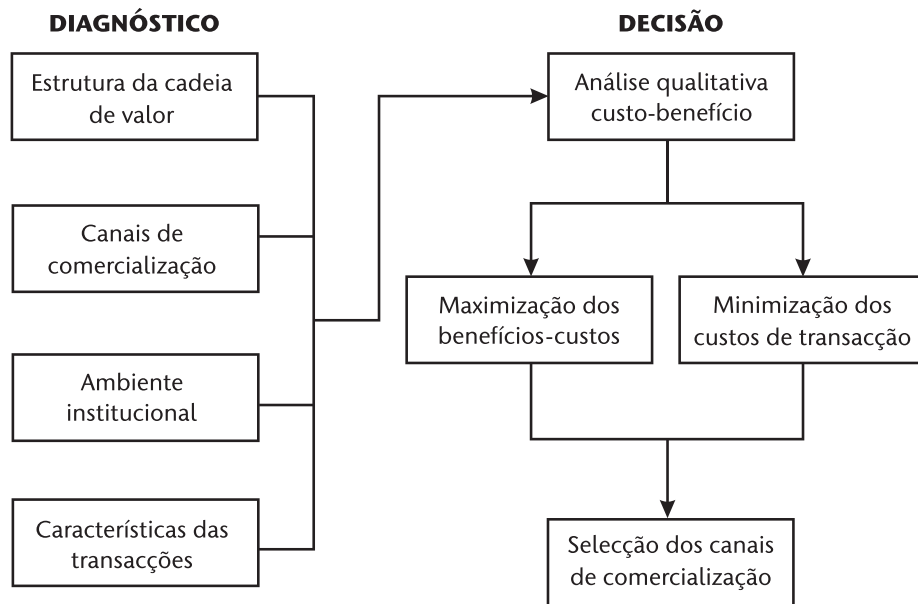 DIAGNÓSTICO
Estrutura da cadeia
de valor
Canais de
comercialização
Ambiente
institucional
Características das
transacções
DECISÃO
Análise qualitativa
custo-benefício
Maximização dos
benefícios-custos
Minimização dos
custos de transacção
Selecção dos canais
de comercialização